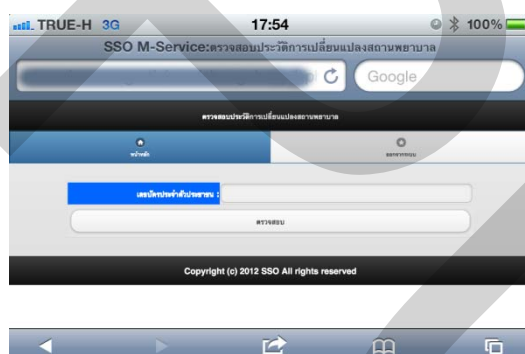 TRUE-H 3G 17:54 100%
SSO M-Service:ตรวจสอบประวัติการเปลี่ยนแปลงสถานพยาบาล
Google
ตรวจสอบประวัติการเปลี่ยนแปลงสถานพยาบาล
หน้าหลัก ออกจากระบบ
เลขบัตรประจำตัวประชาชน :
ตรวจสอบ
Copyright (c) 2012 SSO All rights reserved